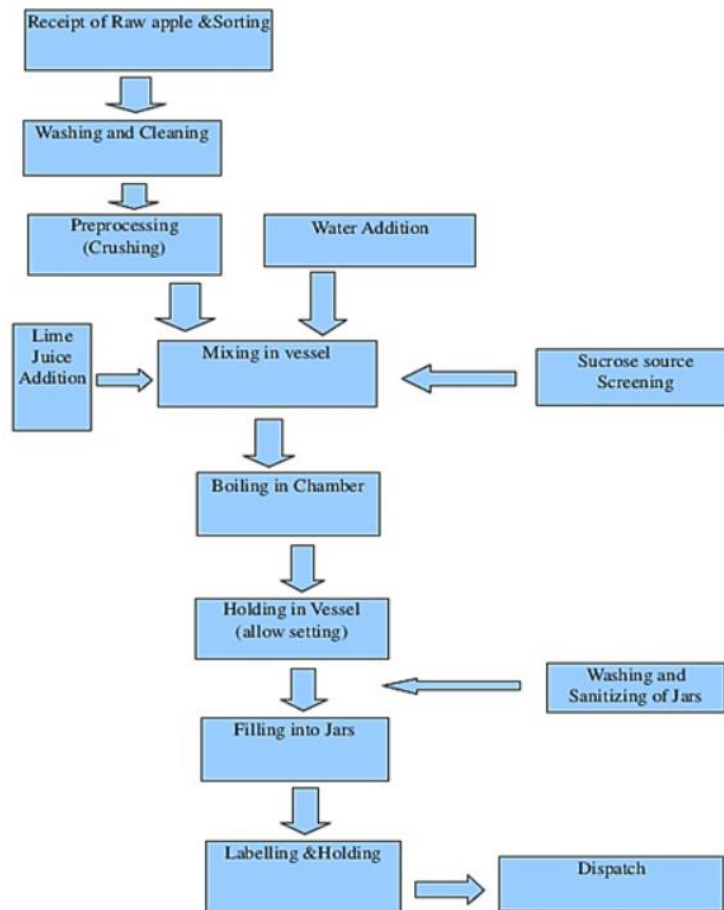 Receipt of Raw apple &Sorting
Washing and Cleaning
Preprocessing
(Crushing)
Water Addition
Lime
Juice
Addition
Mixing in vessel
Sucrose source
Screening
Boiling in Chamber
Holding in Vessel
(allow setting)
Washing and
Sanitizing of Jars
Filling into Jars
Labelling &Holding
Dispatch